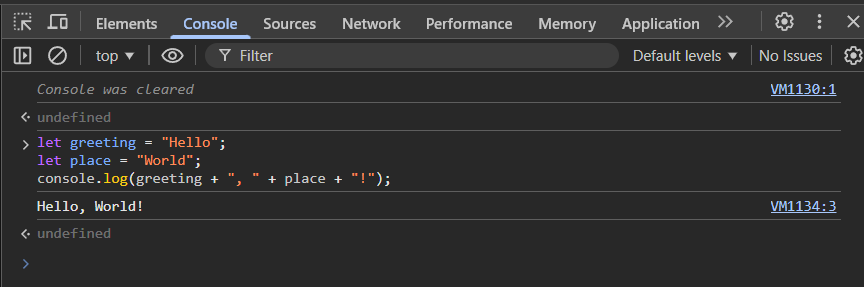 Elements Console Sources Network Performance Memory Application
top Filter Default levels No Issues
Console was cleared VM1130:1
undefined
let greeting = "Hello";
let place = "World";
console.log(greeting + ", " + place + "!");
Hello, World! VM1134:3
undefined